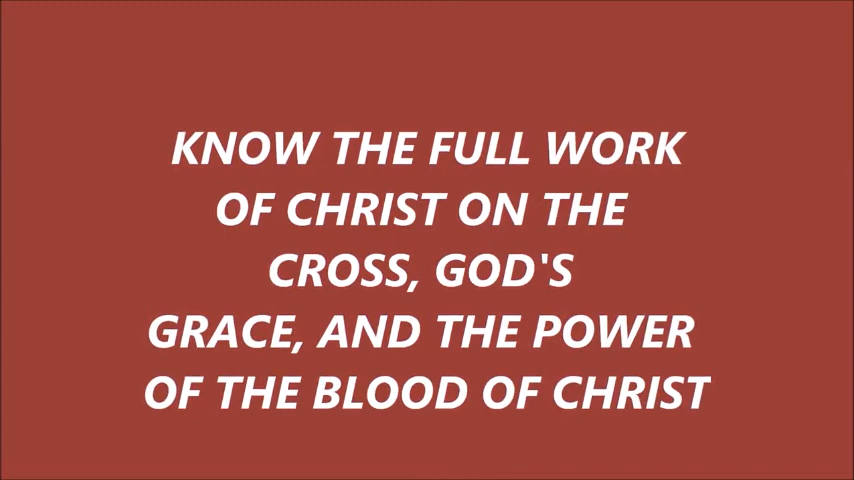 KNOW THE FULL WORK
OF CHRIST ON THE
CROSS, GOD'S
GRACE, AND THE POWER
OF THE BLOOD OF CHRIST